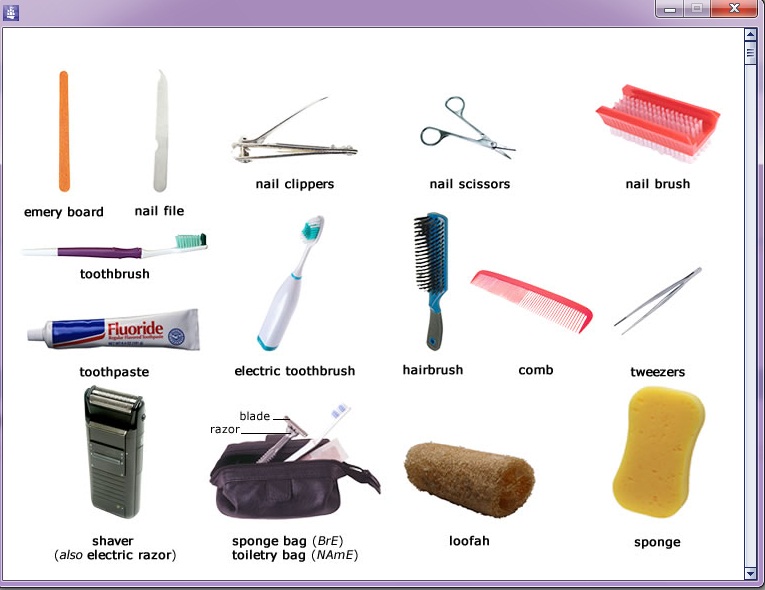 nail clippers
nail scissors
nail brush
emery board
nail file
toothbrush
Fluoride
toothpaste
electric toothbrush
hairbrush
comb
tweezers
blade
razor
shaver
(also electric razor)
sponge bag (BrE)
toiletry bag (NAmE)
loofah
sponge